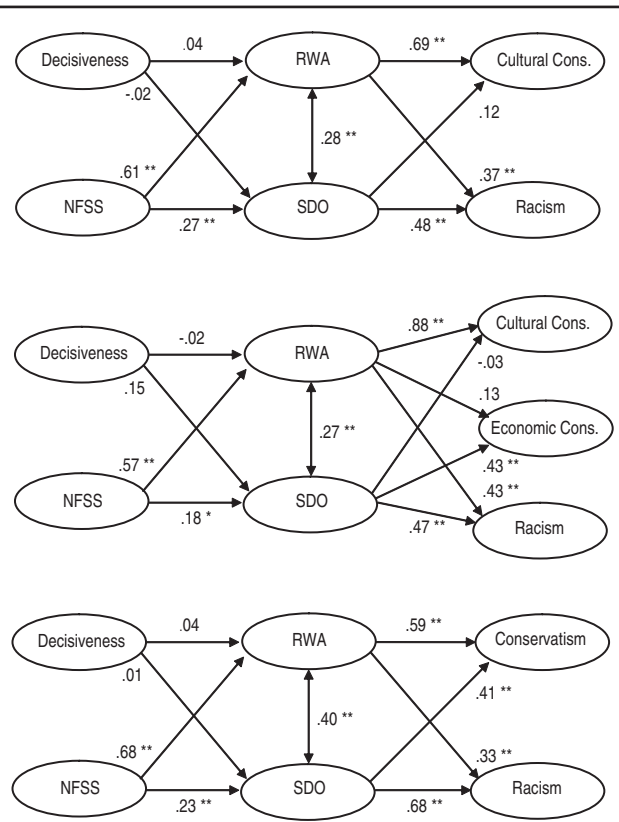 Decisiveness .04 RWA .69 ** Cultural Cons.
-.02 .12
.28 **
.61 ** .37 **
NFSS .27 ** SDO .48 ** Racism
.88 ** Cultural Cons.
Decisiveness -.02 RWA -.03
.15 .13
.27 ** Economic Cons.
.57 ** .43 **
.43 **
NFSS .18 * SDO .47 ** Racism
Decisiveness .04 RWA .59 ** Conservatism
.01 .41 **
.40 **
.68 ** .33 **
NFSS .23 ** SDO .68 ** Racism